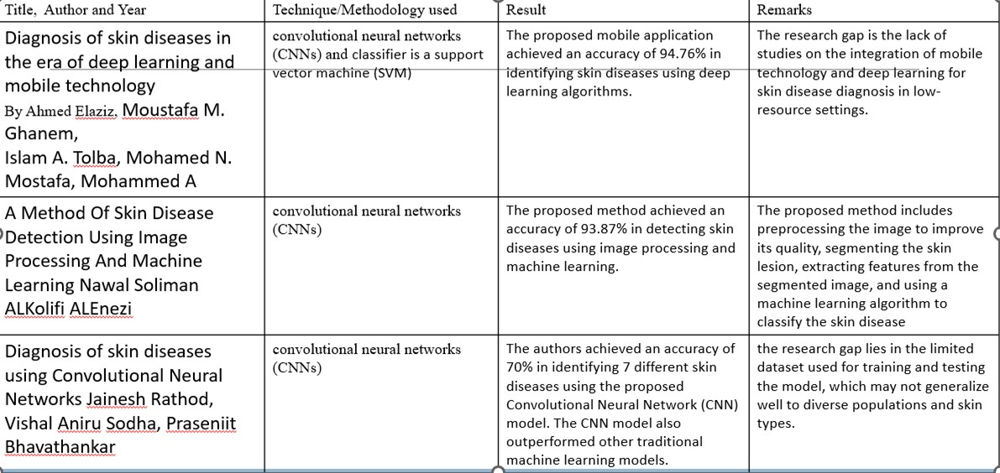 Title, Author and Year
Technique/Methodology used
Result
Remarks
Diagnosis of skin diseases in
the era of deep learning and
mobile technology
By Ahmed Elaziz, Moustafa M.
Ghanem,
Islam A. Tolba, Mohamed N.
Mostafa, Mohammed A
convolutional neural networks
(CNNs) and classifier is a support
vector machine (SVM)
The proposed mobile application
achieved an accuracy of 94.76% in
identifying skin diseases using deep
learning algorithms.
The research gap is the lack of
studies on the integration of mobile
technology and deep learning for
skin disease diagnosis in low-
resource settings.
A Method Of Skin Disease
Detection Using Image
Processing And Machine
Learning Nawal Soliman
ALKolifi ALEnezi
convolutional neural networks
(CNNs)
The proposed method achieved an
accuracy of 93.87% in detecting skin
diseases using image processing and
machine learning.
The proposed method includes
preprocessing the image to improve
its quality, segmenting the skin
lesion, extracting features from the
segmented image, and using a
machine learning algorithm to
classify the skin disease
Diagnosis of skin diseases
using Convolutional Neural
Networks Jainesh Rathod,
Vishal Aniru Sodha, Praseniit
Bhavathankar
convolutional neural networks
(CNNs)
The authors achieved an accuracy of
70% in identifying 7 different skin
diseases using the proposed
Convolutional Neural Network (CNN)
model. The CNN model also
outperformed other traditional
machine learning models.
the research gap lies in the limited
dataset used for training and testing
the model, which may not generalize
well to diverse populations and skin
types.